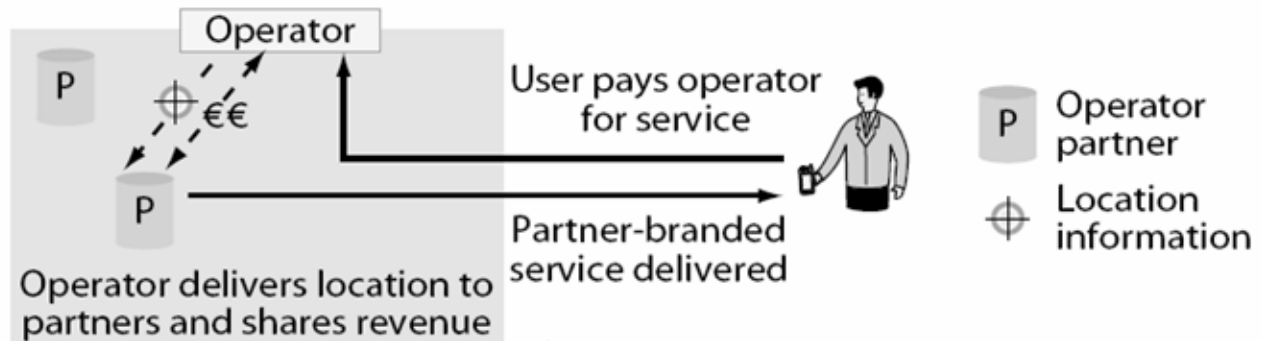 Operator
P
€€
P
Operator delivers location to
partners and shares revenue
User pays operator
for service
Partner-branded
service delivered
P
Operator
partner
Location
information